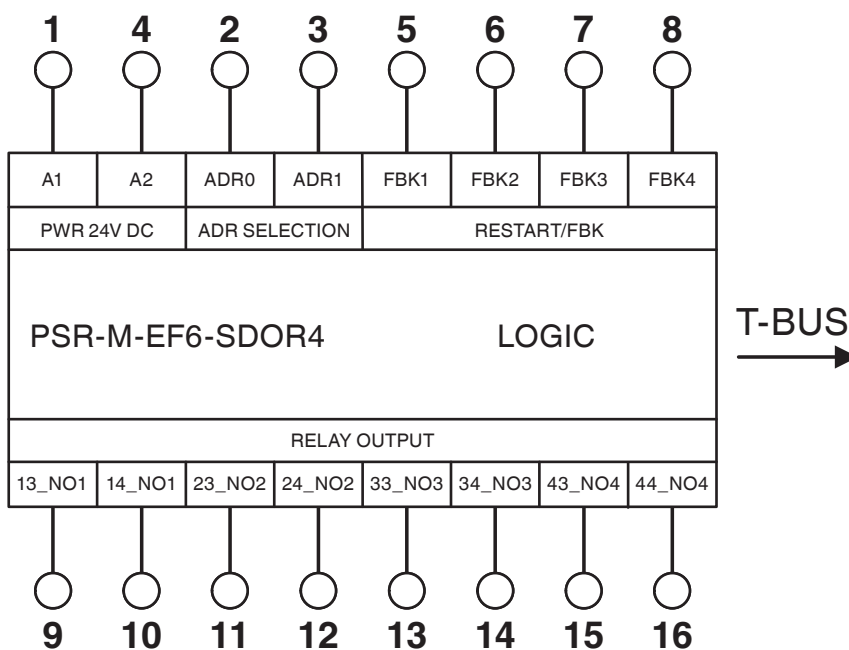 1 4 2 3 5 6 7 8
A1 A2 ADR0 ADR1 FBK1 FBK2 FBK3 FBK4
PWR 24V DC ADR SELECTION RESTART/FBK
PSR-M-EF6-SDOR4 LOGIC
T-BUS
RELAY OUTPUT
13_NO1 14_NO1 23_NO2 24_NO2 33_NO3 34_NO3 43_NO4 44_NO4
9 10 11 12 13 14 15 16